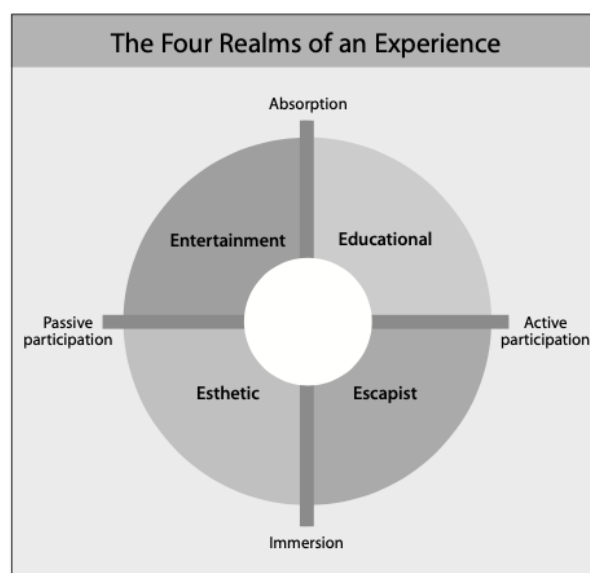 The Four Realms of an Experience
Absorption
Entertainment
Educational
Passive
participation
Active
participation
Esthetic
Escapist
Immersion